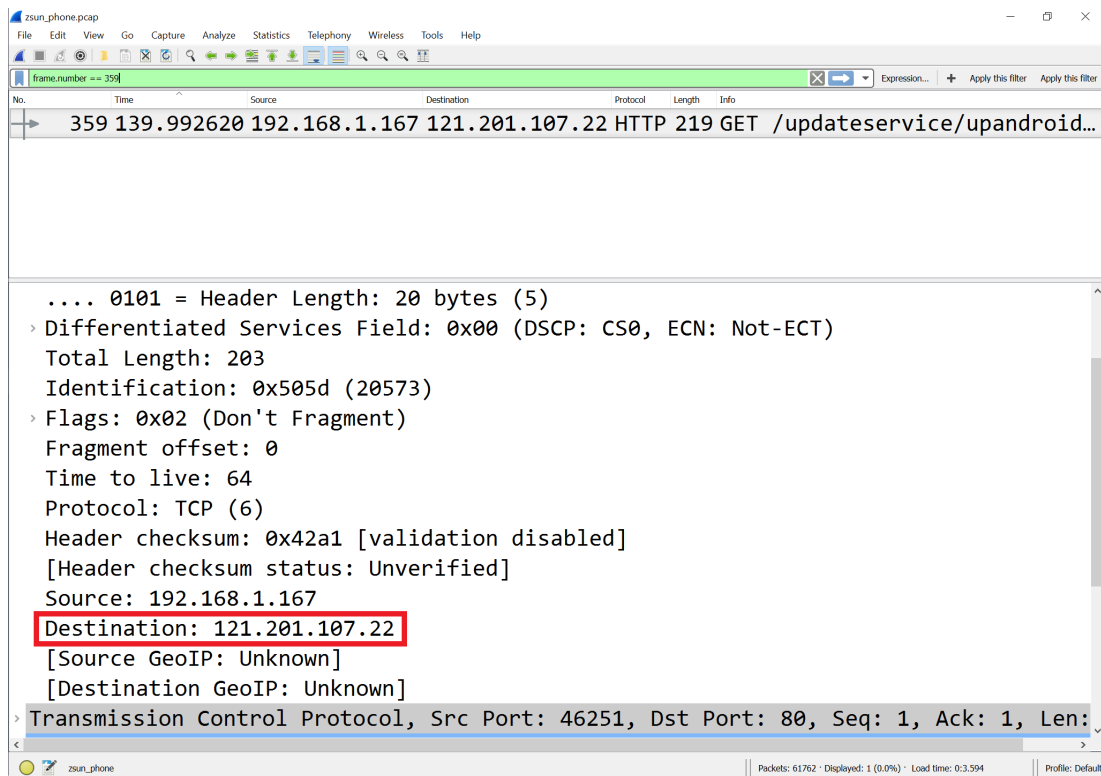 zsun_phone.pcap
File Edit View Go Capture Analyze Statistics Telephony Wireless Tools Help
frame.number == 359
Expression... + Apply this filter Apply this filter
No. Time Source Destination Protocol Length Info
359 139.992620 192.168.1.167 121.201.107.22 HTTP 219 GET /updateservice/upandroid…
.... 0101 = Header Length: 20 bytes (5)
Differentiated Services Field: 0x00 (DSCP: CS0, ECN: Not-ECT)
Total Length: 203
Identification: 0x505d (20573)
Flags: 0x02 (Don't Fragment)
Fragment offset: 0
Time to live: 64
Protocol: TCP (6)
Header checksum: 0x42a1 [validation disabled]
[Header checksum status: Unverified]
Source: 192.168.1.167
Destination: 121.201.107.22
[Source GeoIP: Unknown]
[Destination GeoIP: Unknown]
Transmission Control Protocol, Src Port: 46251, Dst Port: 80, Seq: 1, Ack: 1, Len:
zsun_phone
Packets: 61762 · Displayed: 1 (0.0%) · Load time: 0:3.594
Profile: Default